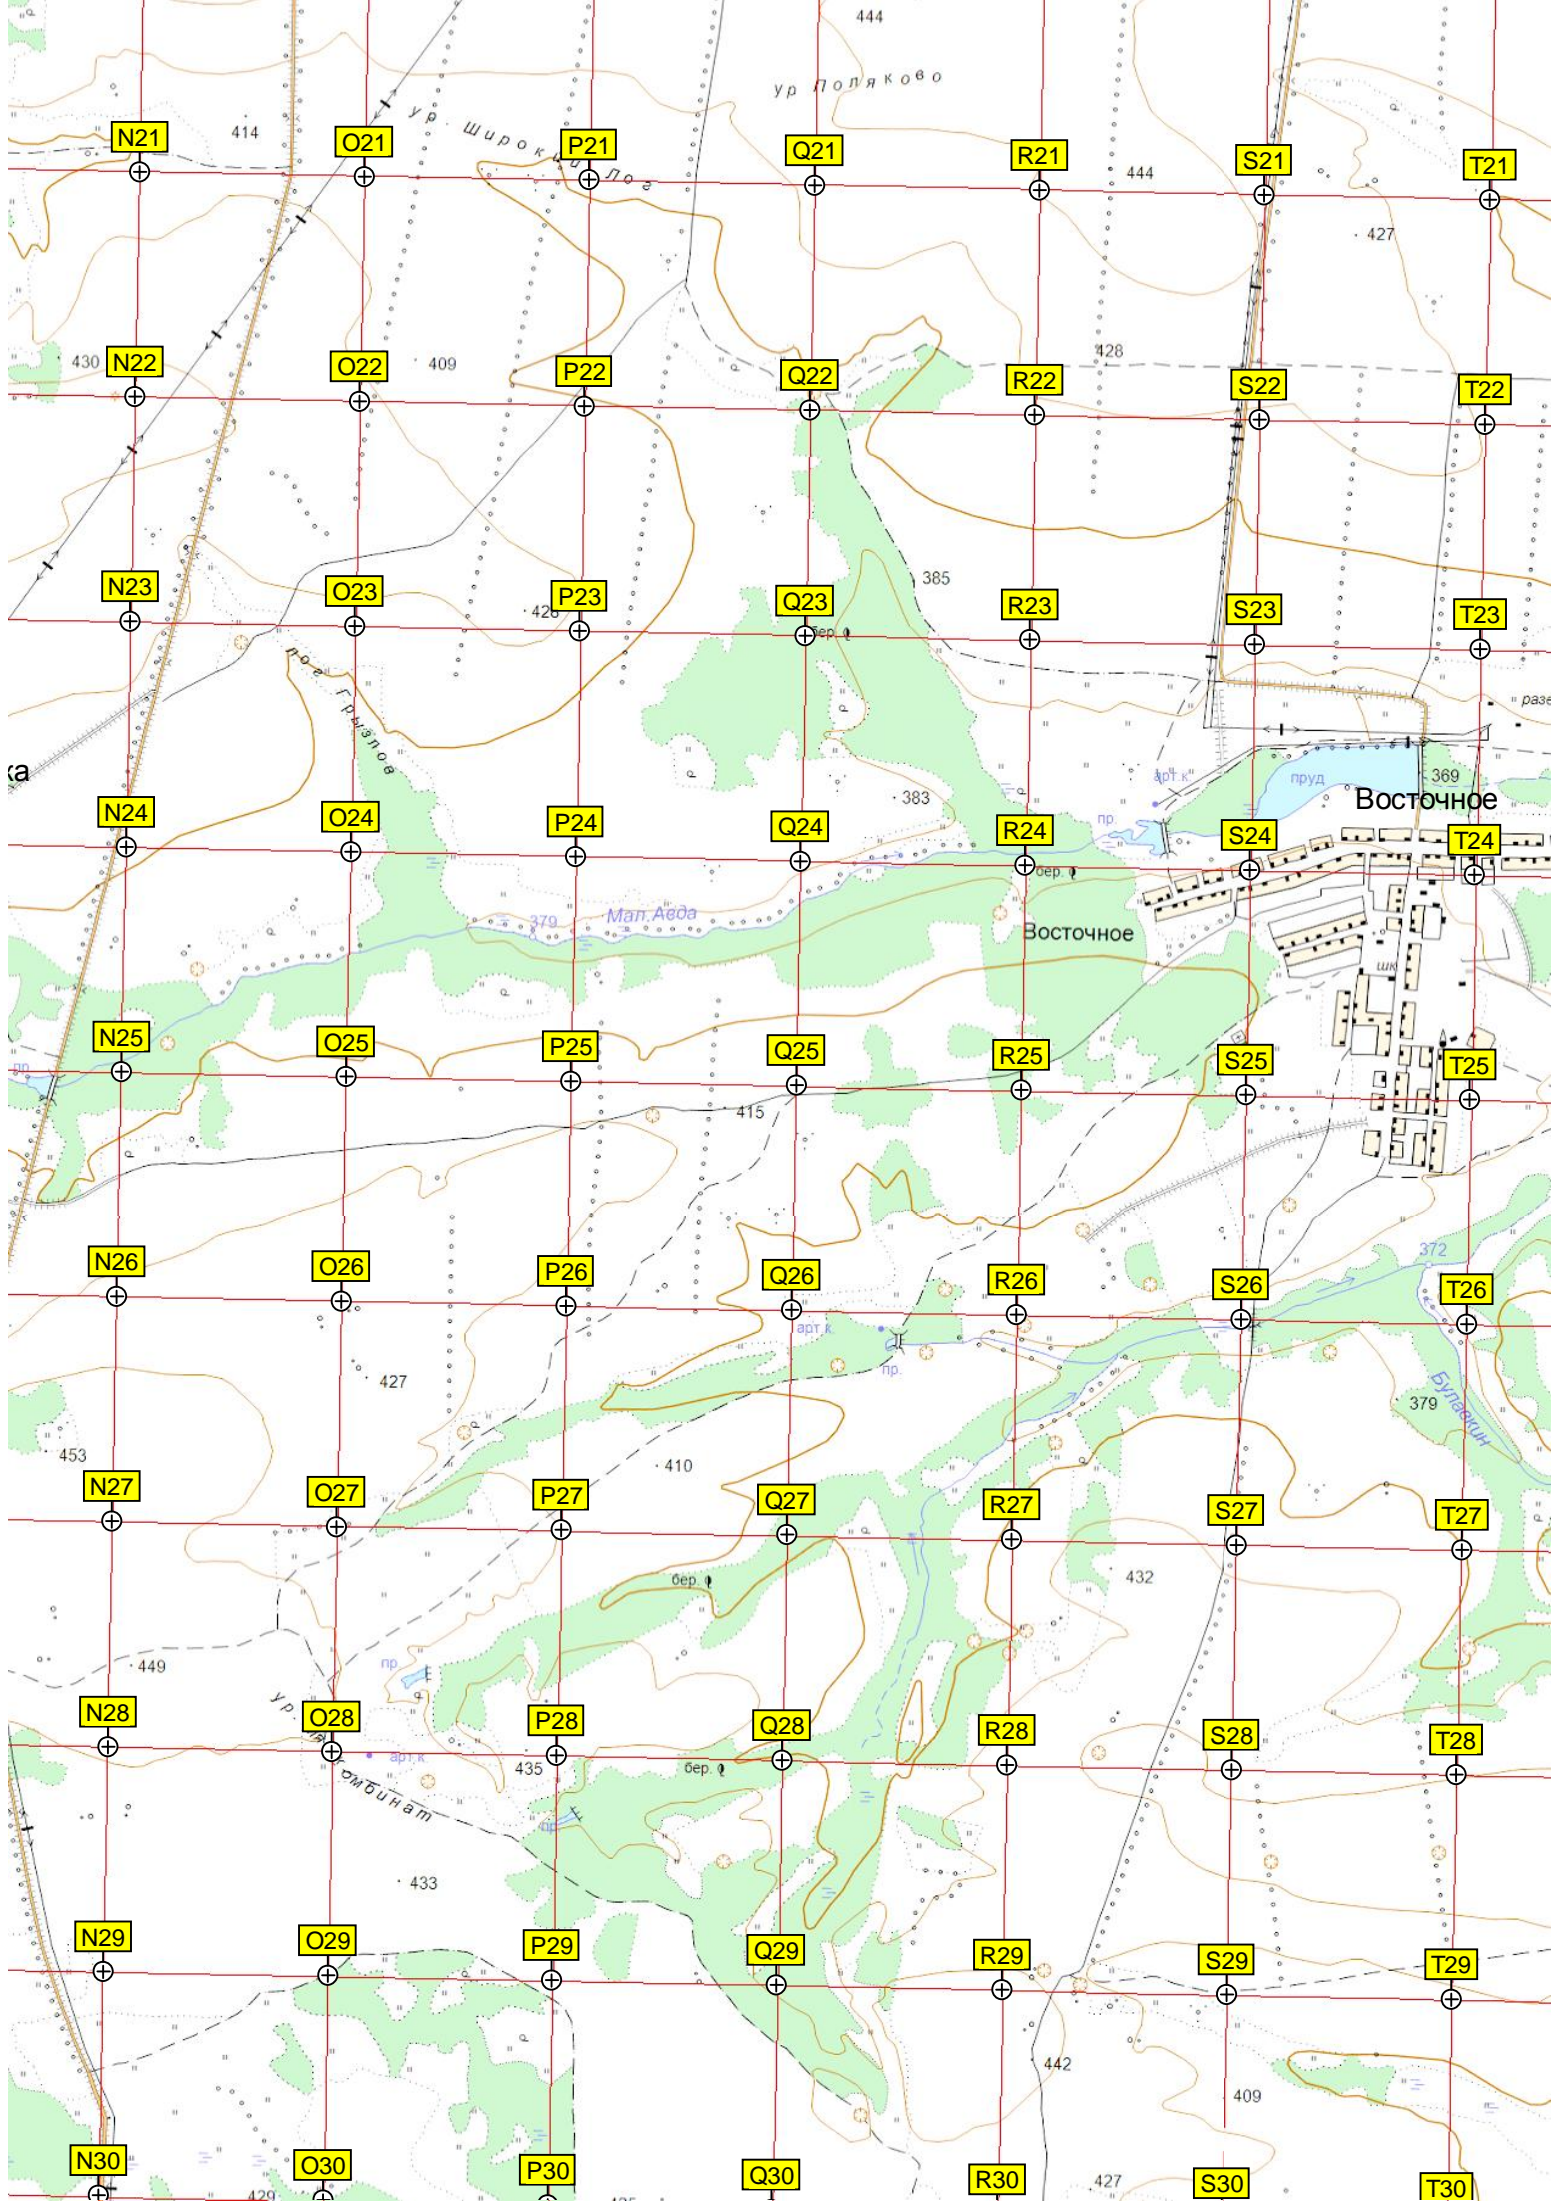 444
ур Поляково
ур. Широкий Лог
414
N21
O21
P21
Q21
R21
444
S21
T21
427
430
N22
O22
409
P22
Q22
R22
428
S22
T22
385
N23
O23
P23
Q23
бер.
R23
S23
T23
лог Грызлов
разе
ка
383
арт.к.
пруд
369
Восточное
пр.
N24
O24
P24
Q24
R24
бер.
S24
T24
379
Мал.Авда
Восточное
шк
N25
O25
P25
Q25
R25
S25
T25
пр.
415
372
N26
O26
P26
Q26
R26
S26
T26
арт.к.
пр.
427
379
Булавкин
453
410
N27
O27
P27
Q27
R27
S27
T27
бер.
432
449
пр.
N28
O28
P28
Q28
R28
S28
T28
арт.к.
435
бер.
комбинат
пр.
433
N29
O29
P29
Q29
R29
S29
T29
442
409
N30
O30
P30
Q30
R30
427
S30
T30
429